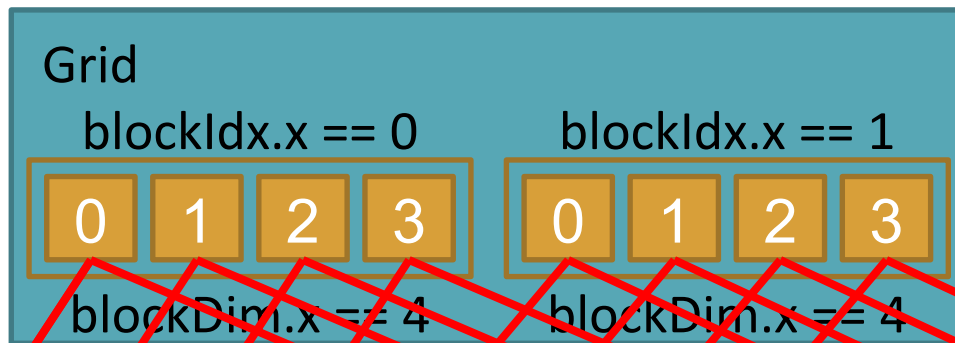 Grid
blockIdx.x == 0 blockIdx.x == 1
0 1 2 3 0 1 2 3
blockDim.x == 4 blockDim.x == 4